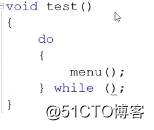 void test()
{
    do
    {
        menu();
    } while ();
}
@51CTO博客